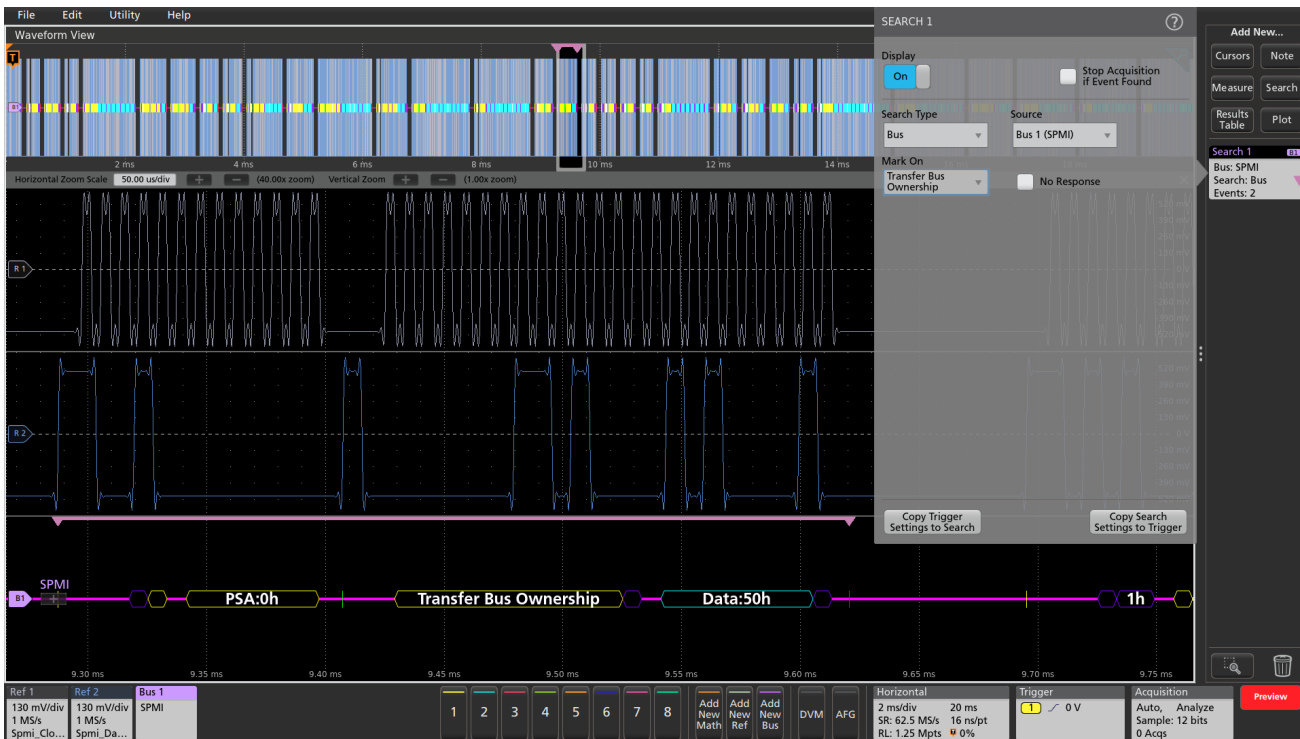 File Edit Utility Help
Waveform View
T
B1
2 ms 4 ms 6 ms 8 ms 10 ms 12 ms 14 ms
Horizontal Zoom Scale 50.00 us/div + − (40.00x zoom) Vertical Zoom + − (1.00x zoom)
R 1
R 2
SPMI
B1 + PSA:0h Transfer Bus Ownership Data:50h 1h
9.30 ms 9.35 ms 9.40 ms 9.45 ms 9.50 ms 9.55 ms 9.60 ms 9.65 ms 9.70 ms 9.75 ms
SEARCH 1 ?
Display
On
Stop Acquisition
if Event Found
Search Type Source
Bus Bus 1 (SPMI)
Mark On
Transfer Bus
Ownership
No Response
Copy Trigger
Settings to Search
Copy Search
Settings to Trigger
Add New...
Cursors Note
Measure Search
Results
Table
Plot
Search 1 B1
Bus: SPMI
Search: Bus
Events: 2
Ref 1
130 mV/div
1 MS/s
Spmi_Clo...
Ref 2
130 mV/div
1 MS/s
Spmi_Da...
Bus 1
SPMI
1 2 3 4 5 6 7 8
Add
New
Math
Add
New
Ref
Add
New
Bus
DVM AFG
Horizontal
2 ms/div 20 ms
SR: 62.5 MS/s 16 ns/pt
RL: 1.25 Mpts 0%
Trigger
1 0 V
Acquisition
Auto, Analyze
Sample: 12 bits
0 Acqs
Preview